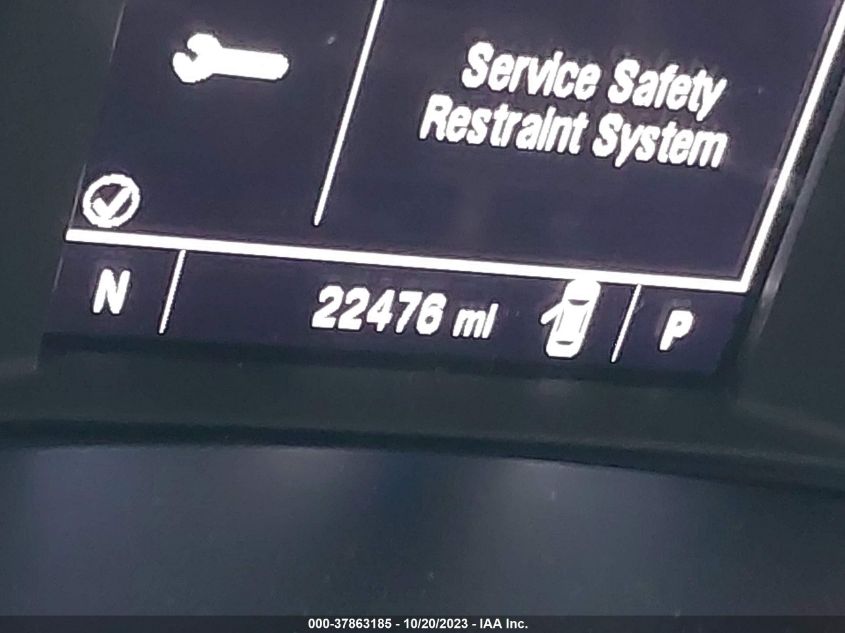 Service Safety
Restraint System
N
22476 mi
P
000-37863185 - 10/20/2023 - IAA Inc.